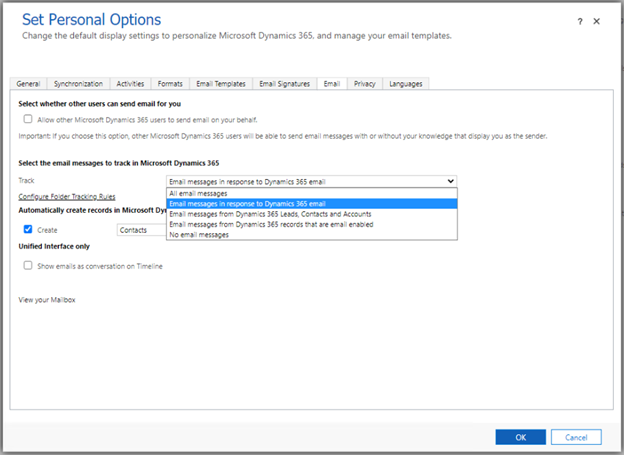 Set Personal Options
? ×
Change the default display settings to personalize Microsoft Dynamics 365, and manage your email templates.
General Synchronization Activities Formats Email Templates Email Signatures Email Privacy Languages
Select whether other users can send email for you
Allow other Microsoft Dynamics 365 users to send email on your behalf.
Important: If you choose this option, other Microsoft Dynamics 365 users will be able to send email messages with or without your knowledge that display you as the sender.
Select the email messages to track in Microsoft Dynamics 365
Track Email messages in response to Dynamics 365 email
All email messages
Configure Folder Tracking Rules Email messages in response to Dynamics 365 email
Automatically create records in Microsoft Dyn Email messages from Dynamics 365 Leads, Contacts and Accounts
Create Contacts Email messages from Dynamics 365 records that are email enabled
No email messages
Unified Interface only
Show emails as conversation on Timeline
View your Mailbox
OK Cancel